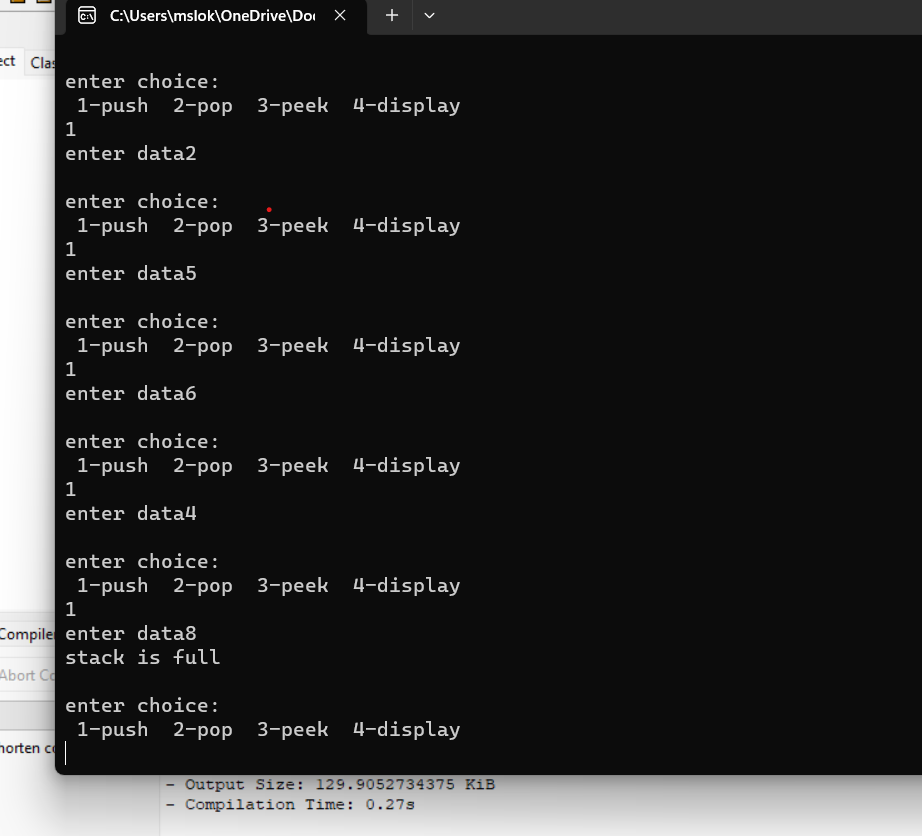 C:\Users\mslok\OneDrive\Do
ect Clas
enter choice:
1-push 2-pop 3-peek 4-display
1
enter data2
enter choice:
1-push 2-pop 3-peek 4-display
1
enter data5
enter choice:
1-push 2-pop 3-peek 4-display
1
enter data6
enter choice:
1-push 2-pop 3-peek 4-display
1
enter data4
enter choice:
1-push 2-pop 3-peek 4-display
1
enter data8
stack is full
enter choice:
1-push 2-pop 3-peek 4-display
Compiler
Abort Co
horten co
- Output Size: 129.9052734375 KiB
- Compilation Time: 0.27s